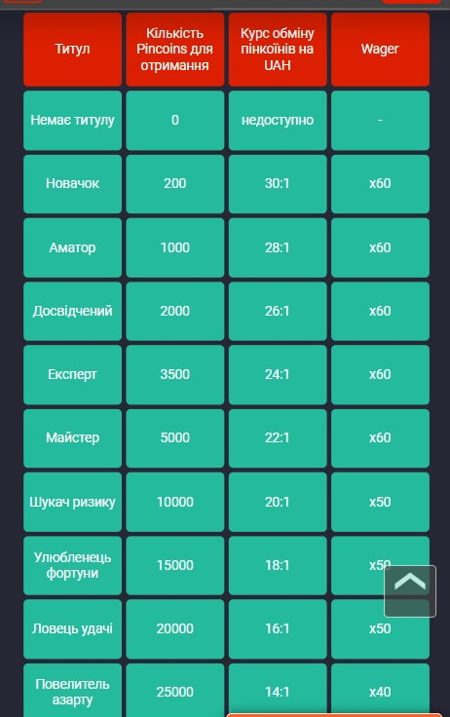 Титул
Кількість
Pincoins для
отримання
Курс обміну
пінкоїнів на
UAH
Wager
Немає титулу
0
недоступно
-
Новачок
200
30:1
x60
Аматор
1000
28:1
x60
Досвідчений
2000
26:1
x60
Експерт
3500
24:1
x60
Майстер
5000
22:1
x60
Шукач ризику
10000
20:1
x50
Улюбленець
фортуни
15000
18:1
x50
Ловець удачі
20000
16:1
x50
Повелитель
азарту
25000
14:1
x40